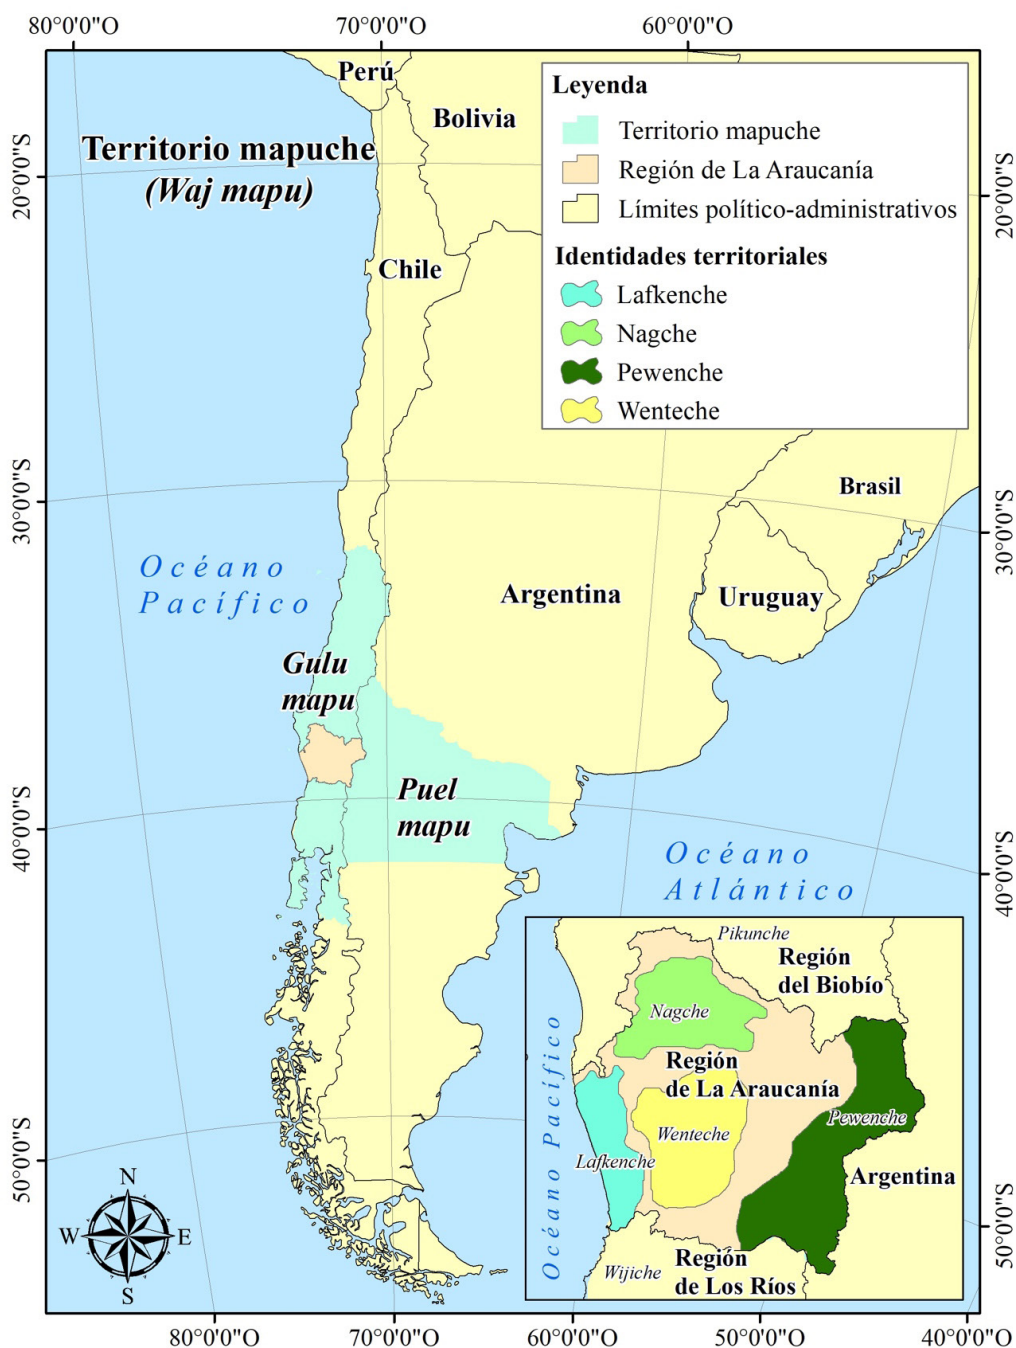 80°0'0"O
70°0'0"O
60°0'0"O
Perú
Bolivia
Territorio mapuche
(Waj mapu)
Leyenda
Territorio mapuche
Región de La Araucanía
Límites político-administrativos
Identidades territoriales
Lafkenche
Nagche
Pewenche
Wenteche
20°0'0"S
20°0'0"S
Chile
Brasil
30°0'0"S
30°0'0"S
Océano
Pacífico
Argentina
Uruguay
Gulu
mapu
Puel
mapu
40°0'0"S
40°0'0"S
Océano
Atlántico
Pikunche
Región
del Biobío
Nagche
Océano Pacífico
Región
de La Araucanía
Pewenche
Wenteche
Lafkenche
Argentina
Wijiche
Región
de Los Ríos
50°0'0"S
50°0'0"S
N
W
E
S
80°0'0"O
70°0'0"O
60°0'0"O
50°0'0"O
40°0'0"O